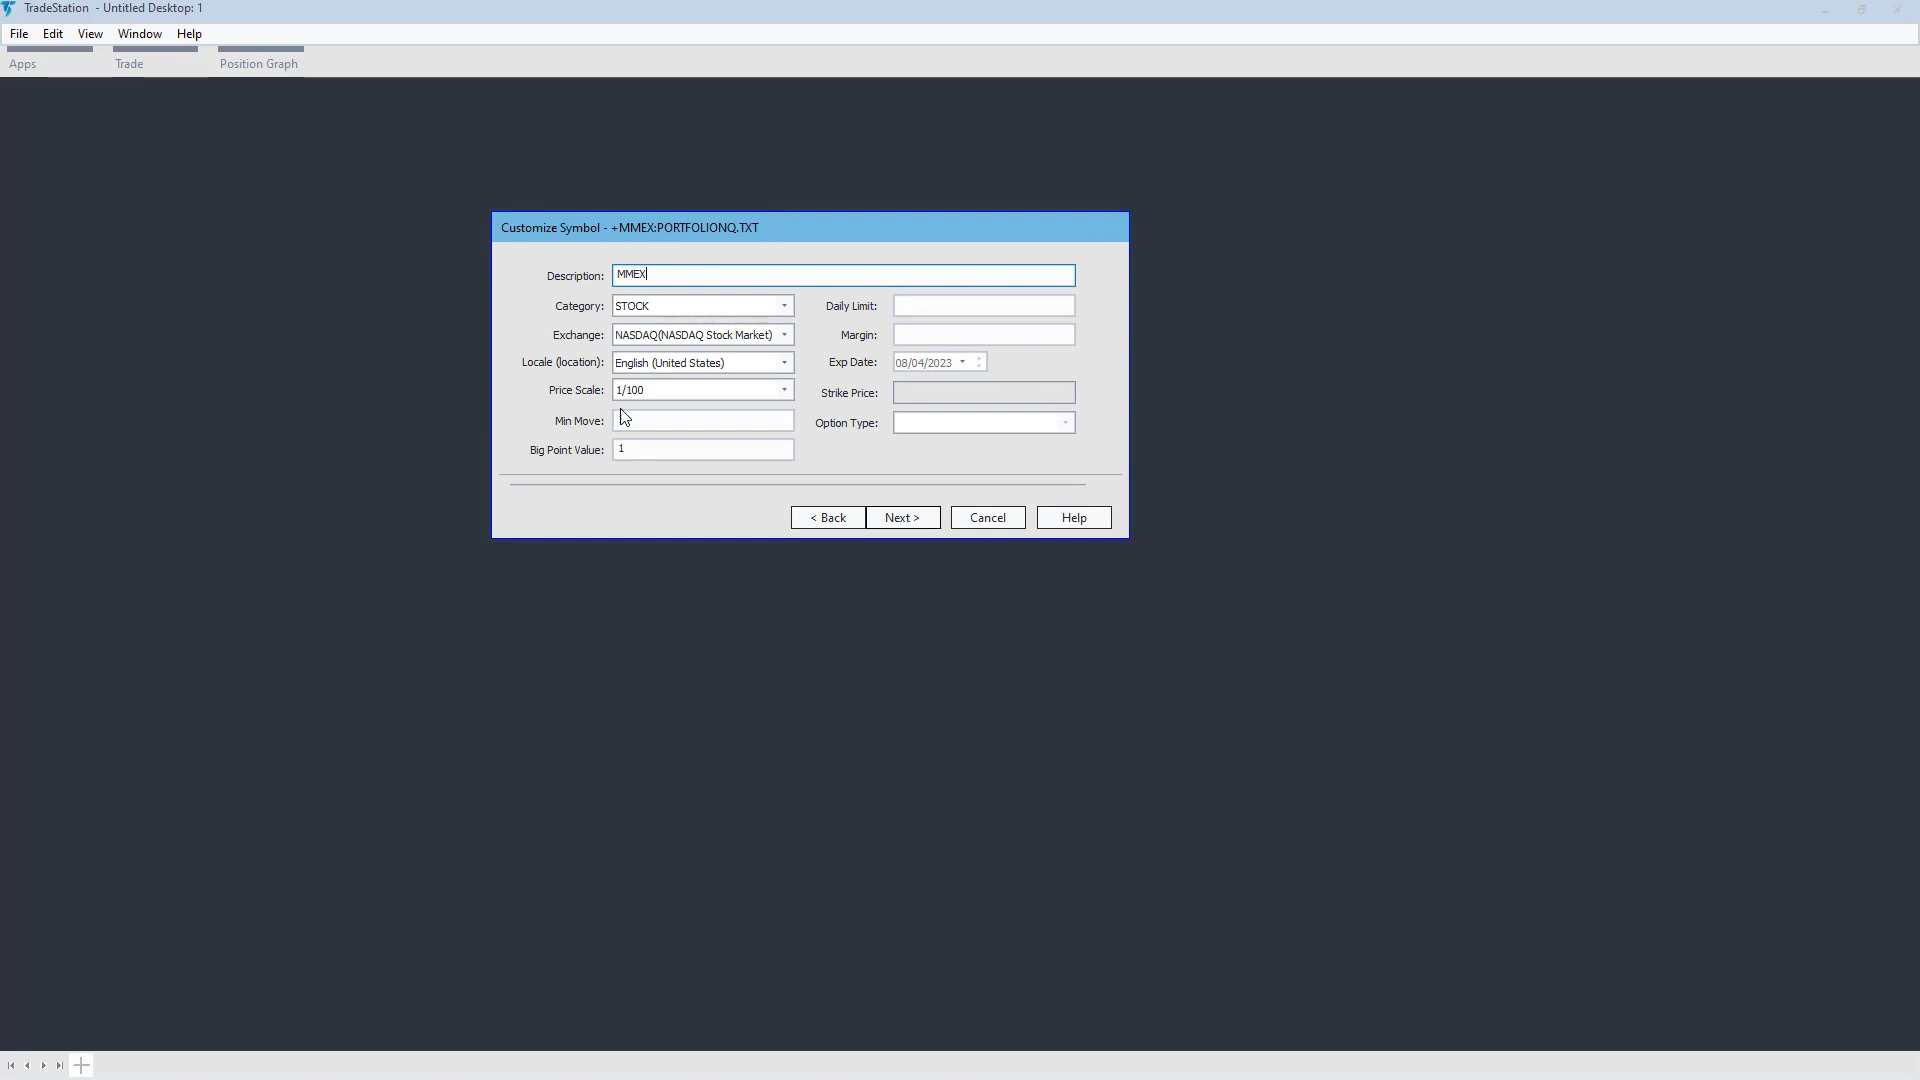 TradeStation - Untitled Desktop: 1
File Edit View Window Help
Apps Trade Position Graph
Customize Symbol - +MMEX:PORTFOLIONQ.TXT
Description: MMEX
Category: STOCK Daily Limit:
Exchange: NASDAQ(NASDAQ Stock Market) Margin:
Locale (location): English (United States) Exp Date: 08/04/2023
Price Scale: 1/100 Strike Price:
Min Move: Option Type:
Big Point Value: 1
< Back Next > Cancel Help